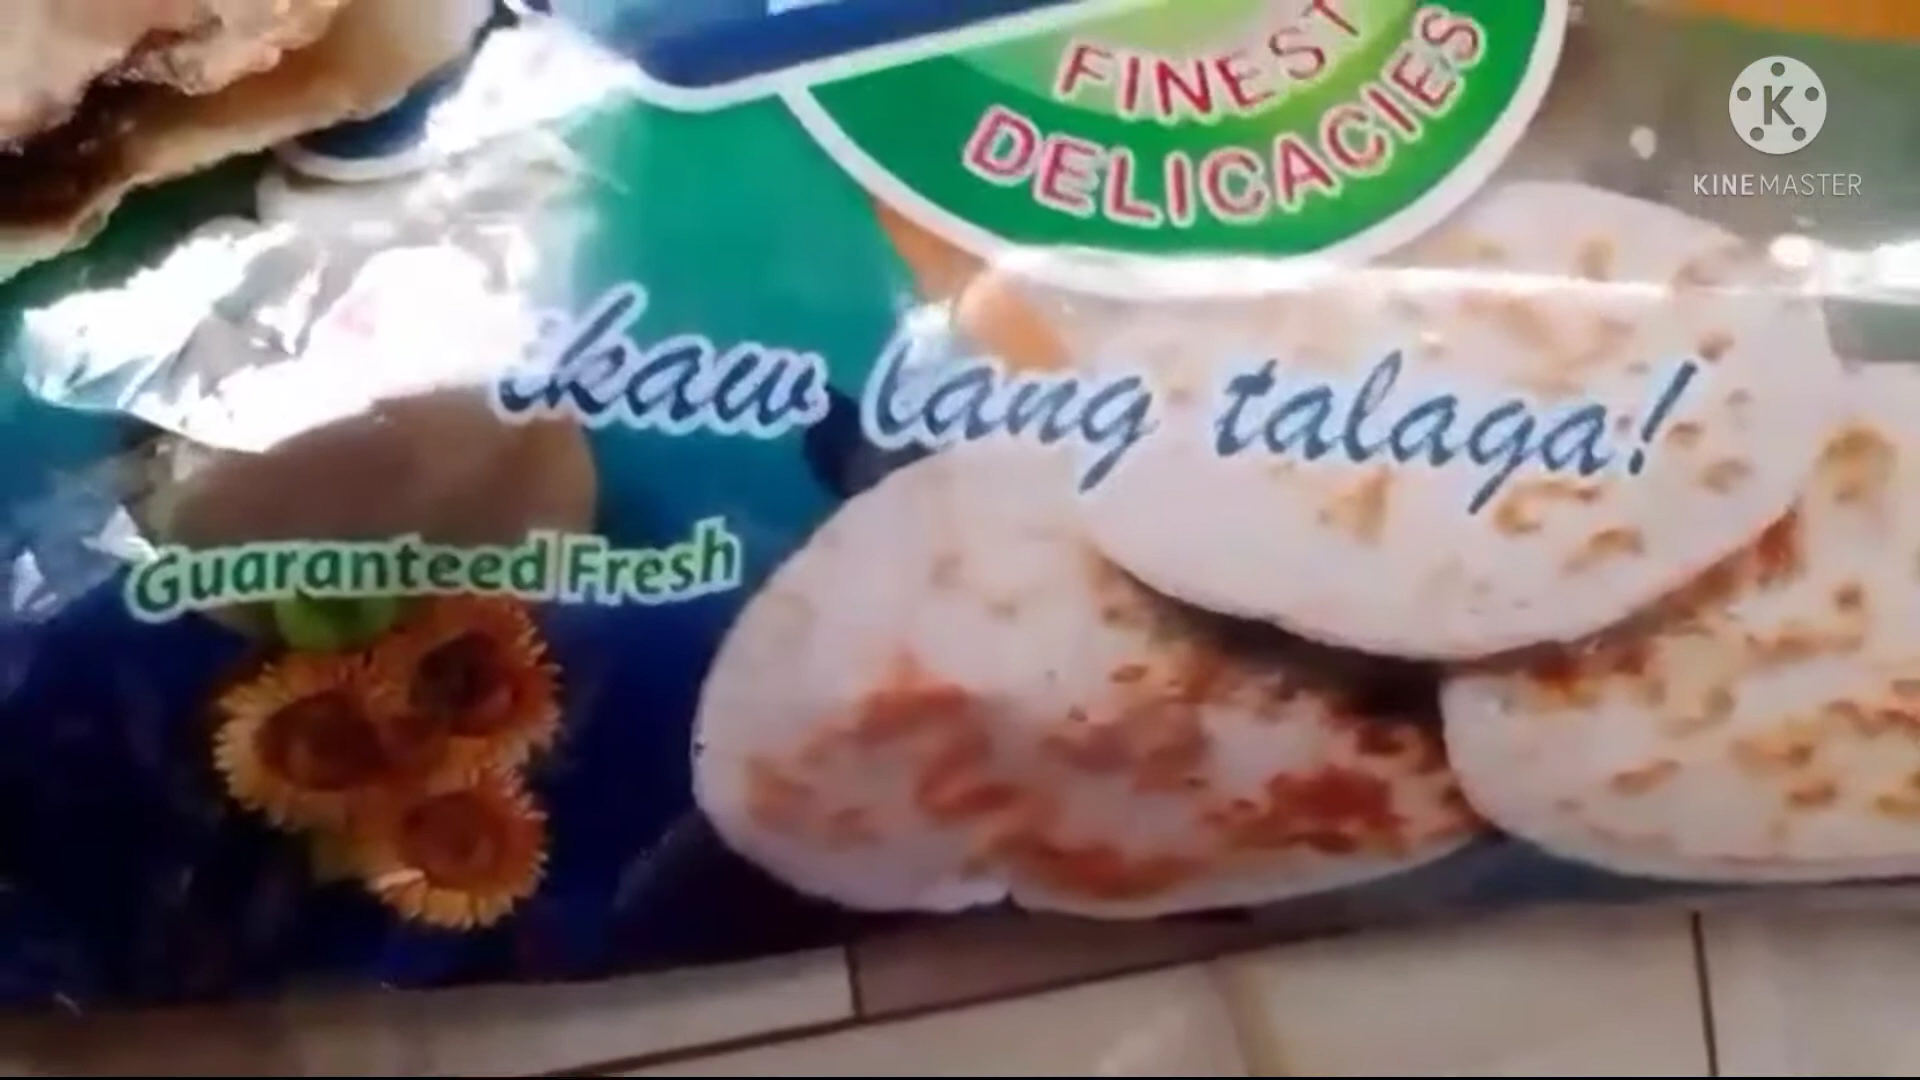 FINEST
DELICACIES
KINEMASTER
ikaw lang talaga!
Guaranteed Fresh